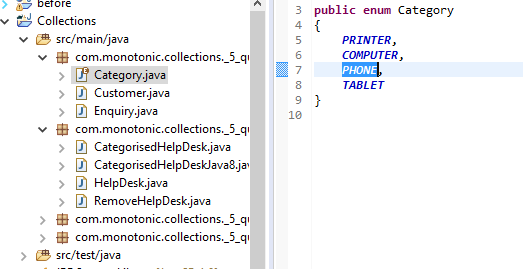 before
Collections
src/main/java
com.monotonic.collections._5_qu
Category.java
Customer.java
Enquiry.java
com.monotonic.collections._5_qu
CategorisedHelpDesk.java
CategorisedHelpDeskJava8.java
HelpDesk.java
RemoveHelpDesk.java
com.monotonic.collections._5_qu
com.monotonic.collections._5_qu
src/test/java
3 public enum Category
4 {
5 PRINTER,
6 COMPUTER,
7 PHONE,
8 TABLET
9 }
10